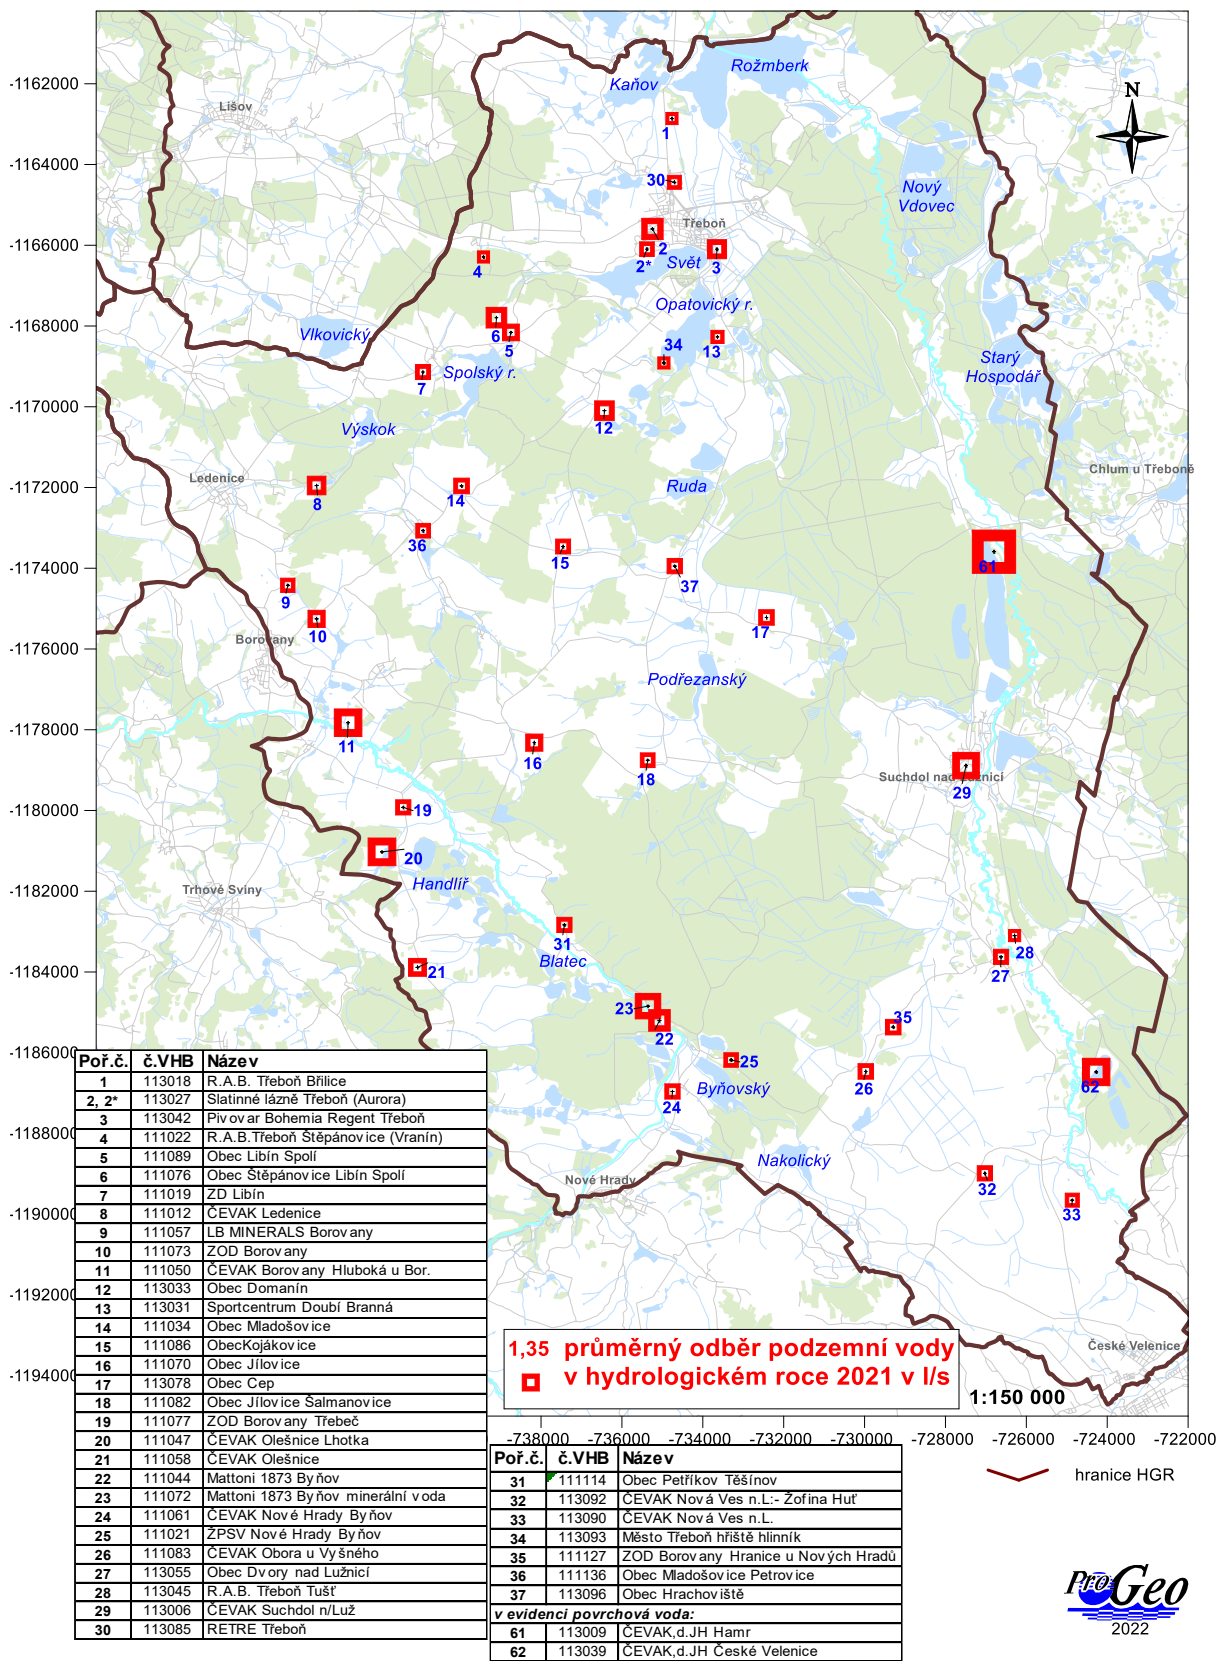 Kaňov
Rožmberk
N
-1162000
Lišov
1
-1164000
30
Nový
Vdovec
Třeboň
-1166000
2
2*
Svět
3
4
Opatovický r.
-1168000
Vlkovický
6
5
34
13
Starý
Hospodář
7
Spolský r.
-1170000
12
Výskok
Chlum u Třeboně
-1172000
Ledenice
8
14
Ruda
36
15
-1174000
61
37
9
10
17
-1176000
Borovany
Podřezanský
-1178000
11
16
18
Suchdol nad Lužnicí
29
-1180000
19
20
-1182000
Trhové Sviny
Handlíř
31
Blatec
28
27
-1184000
21
23
22
35
-1186000
25
26
62
Byňovský
24
-1188000
Nakolický
Nové Hrady
32
33
-1190000
-1192000
České Velenice
-1194000
Poř.č. č.VHB Název
1 113018 R.A.B. Třeboň Břilice
2, 2* 113027 Slatinné lázně Třeboň (Aurora)
3 113042 Pivovar Bohemia Regent Třeboň
4 111022 R.A.B.Třeboň Štěpánovice (Vranín)
5 111089 Obec Libín Spolí
6 111076 Obec Štěpánovice Libín Spolí
7 111019 ZD Libín
8 111012 ČEVAK Ledenice
9 111057 LB MINERALS Borovany
10 111073 ZOD Borovany
11 111050 ČEVAK Borovany Hluboká u Bor.
12 113033 Obec Domanín
13 113031 Sportcentrum Doubí Branná
14 111034 Obec Mladošovice
15 111086 ObecKojákovice
16 111070 Obec Jílovice
17 113078 Obec Cep
18 111082 Obec Jílovice Šalmanovice
19 111077 ZOD Borovany Třebeč
20 111047 ČEVAK Olešnice Lhotka
21 111058 ČEVAK Olešnice
22 111044 Mattoni 1873 Byňov
23 111072 Mattoni 1873 Byňov minerální voda
24 111061 ČEVAK Nové Hrady Byňov
25 111021 ŽPSV Nové Hrady Byňov
26 111083 ČEVAK Obora u Vyšného
27 113055 Obec Dvory nad Lužnicí
28 113045 R.A.B. Třeboň Tušť
29 113006 ČEVAK Suchdol n/Luž
30 113085 RETRE Třeboň
1,35 průměrný odběr podzemní vody
v hydrologickém roce 2021 v l/s
1:150 000
-738000 -736000 -734000 -732000 -730000 -728000 -726000 -724000 -722000
Poř.č. č.VHB Název
31 111114 Obec Petříkov Těšínov
32 113092 ČEVAK Nová Ves n.L:- Žofina Huť
33 113090 ČEVAK Nová Ves n.L.
34 113093 Město Třeboň hřiště hlinník
35 111127 ZOD Borovany Hranice u Nových Hradů
36 111136 Obec Mladošovice Petrovice
37 113096 Obec Hrachoviště
v evidenci povrchová voda:
61 113009 ČEVAK,d.JH Hamr
62 113039 ČEVAK,d.JH České Velenice
hranice HGR
ProGeo
2022